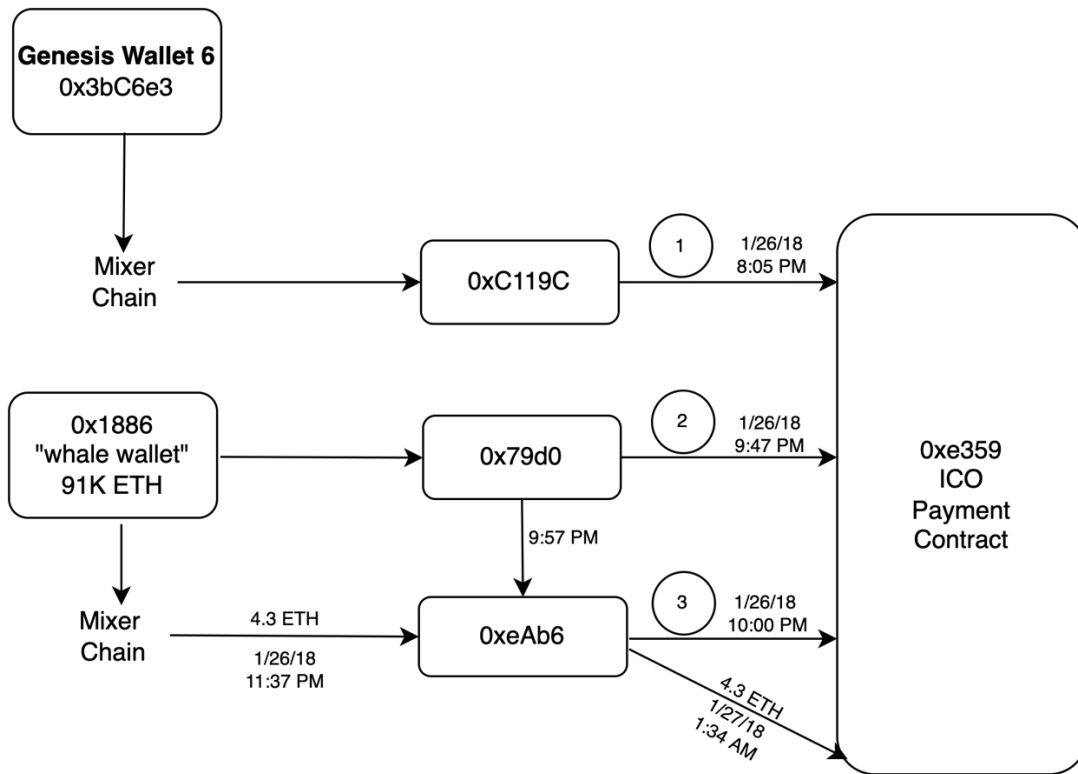 Genesis Wallet 6
0x3bC6e3
Mixer
Chain
0xC119C
1
1/26/18
8:05 PM
0x1886
"whale wallet"
91K ETH
0x79d0
2
1/26/18
9:47 PM
0xe359
ICO
Payment
Contract
9:57 PM
Mixer
Chain
4.3 ETH
1/26/18
11:37 PM
0xeAb6
3
1/26/18
10:00 PM
4.3 ETH
1/27/18
1:34 AM